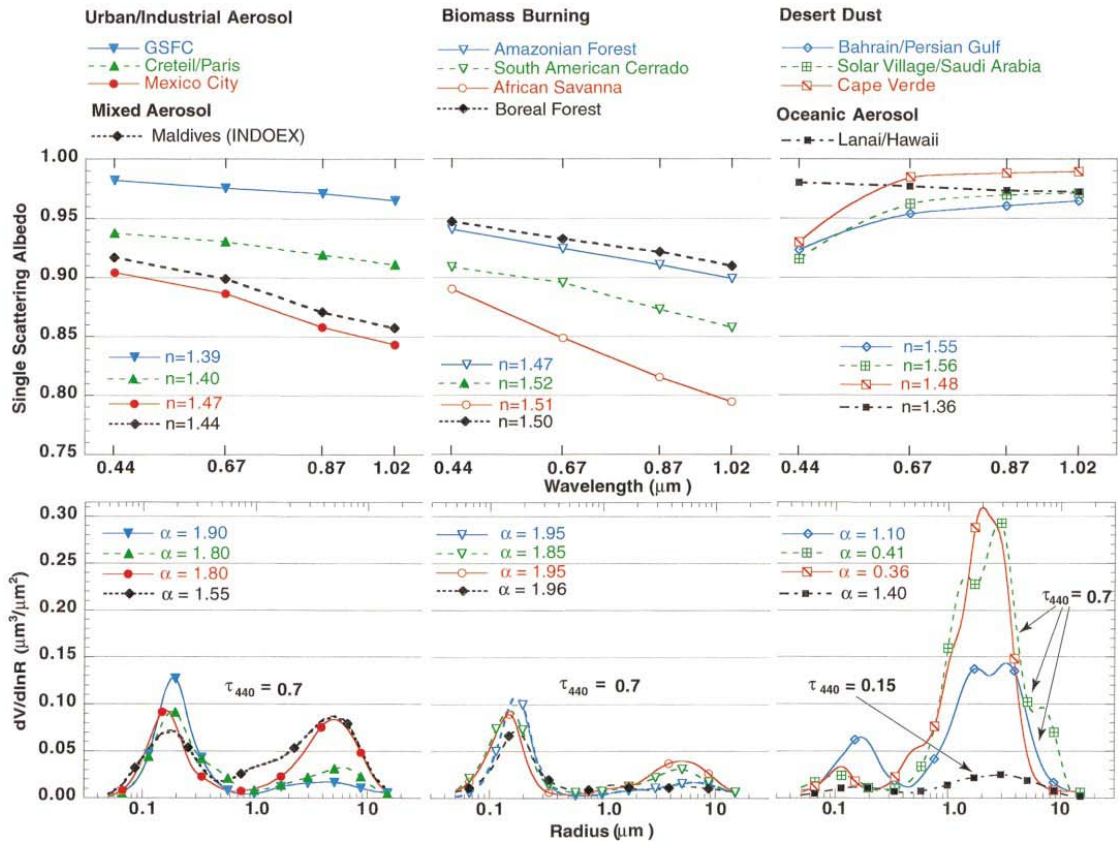 Urban/Industrial Aerosol
GSFC
Creteil/Paris
Mexico City
Mixed Aerosol
Maldives (INDOEX)
Biomass Burning
Amazonian Forest
South American Cerrado
African Savanna
Boreal Forest
Desert Dust
Bahrain/Persian Gulf
Solar Village/Saudi Arabia
Cape Verde
Oceanic Aerosol
Lanai/Hawaii
Single Scattering Albedo
1.00
0.95
0.90
0.85
0.80
0.75
n=1.39
n=1.40
n=1.47
n=1.44
n=1.47
n=1.52
n=1.51
n=1.50
n=1.55
n=1.56
n=1.48
n=1.36
0.44 0.67 0.87 1.02
0.44 0.67 0.87 1.02
0.44 0.67 0.87 1.02
Wavelength (μm)
dV/dlnR (μm³/μm²)
0.30
0.25
0.20
0.15
0.10
0.05
0.00
α = 1.90
α = 1. 80
α = 1.80
α = 1.55
τ440 = 0.7
α = 1.95
α = 1.85
α = 1.95
α = 1.96
τ440 = 0.7
α = 1.10
α = 0.41
α = 0.36
α = 1.40
τ440 = 0.7
τ440 = 0.15
0.1 1.0 10
0.1 1.0 10
0.1 1.0 10
Radius (μm)